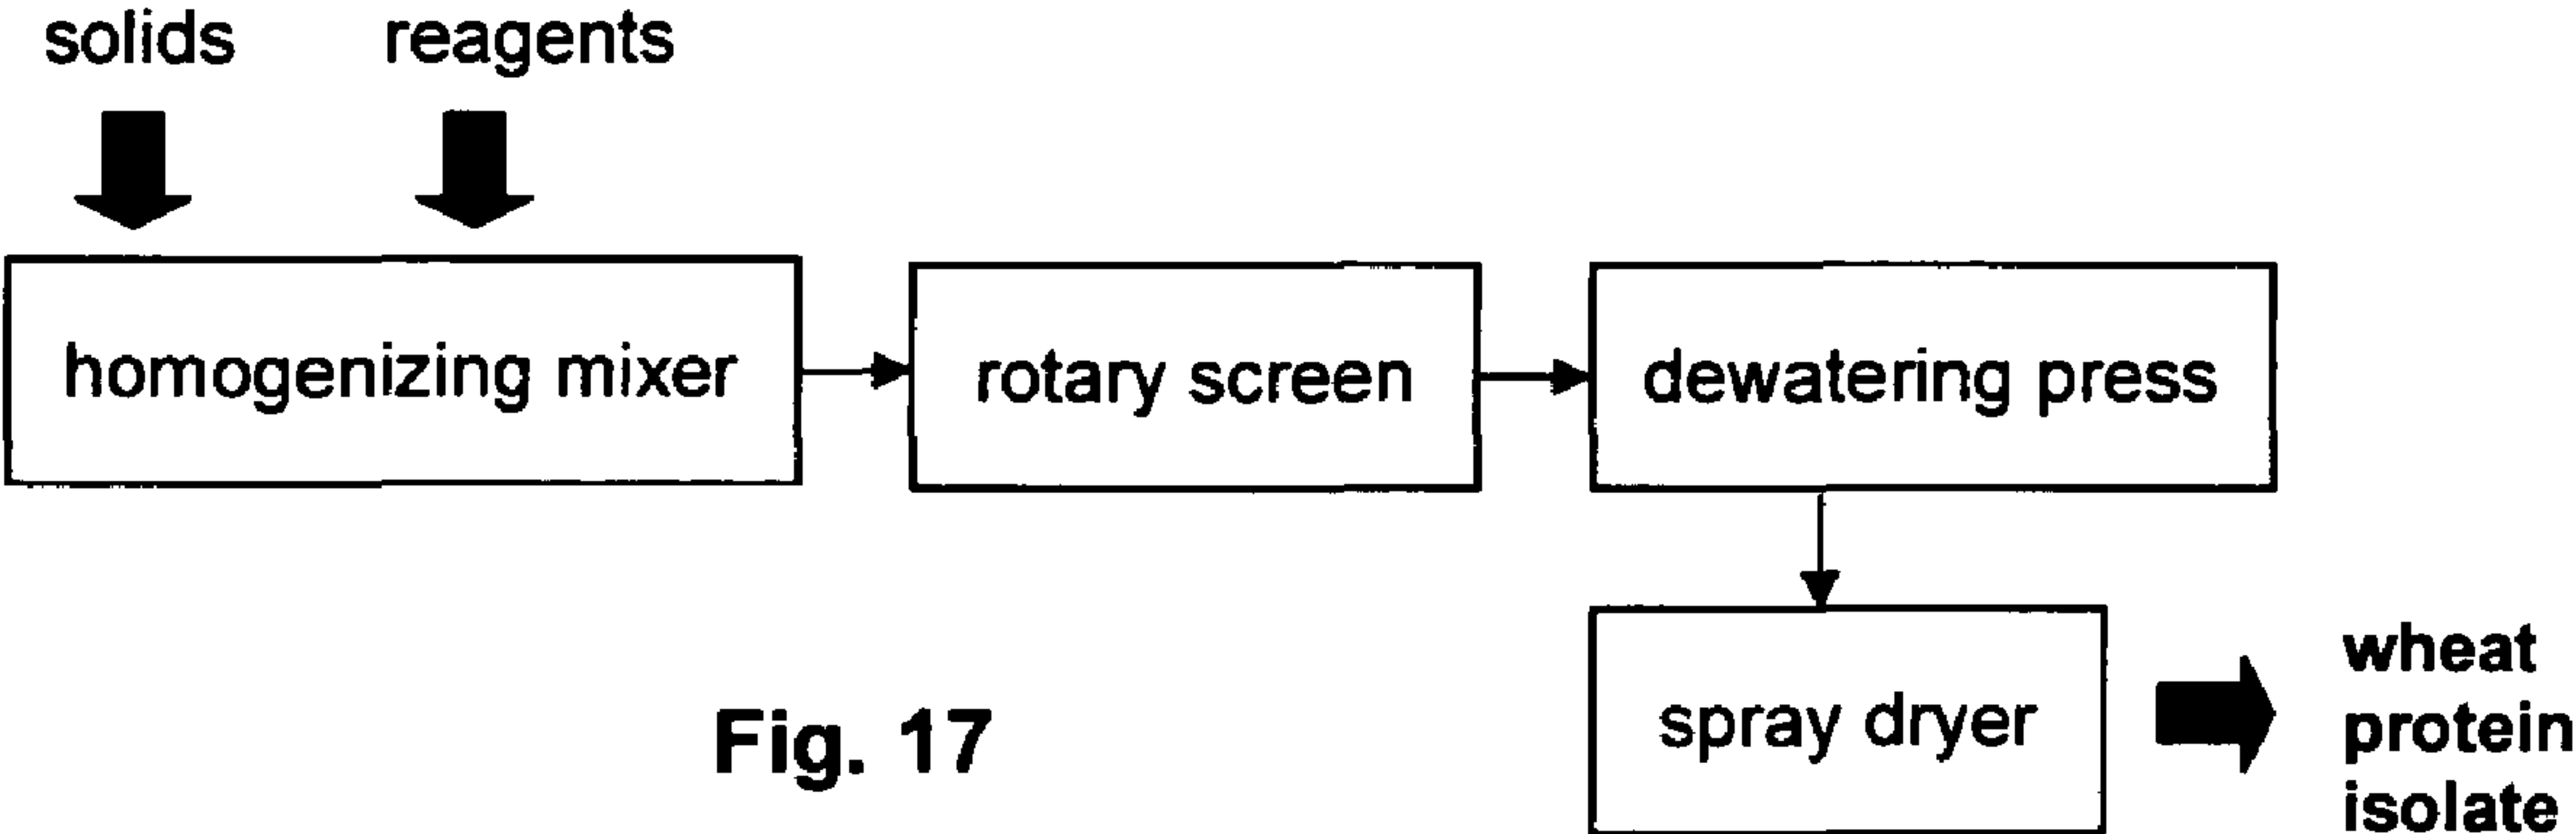 solids
reagents
homogenizing mixer
rotary screen
dewatering press
spray dryer
wheat
protein
isolate
Fig. 17